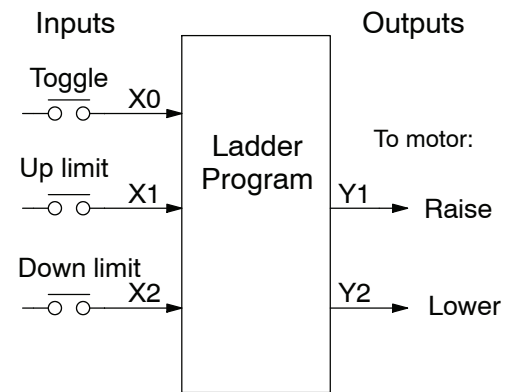 Inputs
Outputs
Toggle
X0
Ladder
Program
To motor:
Up limit
X1
Y1
Raise
Down limit
X2
Y2
Lower